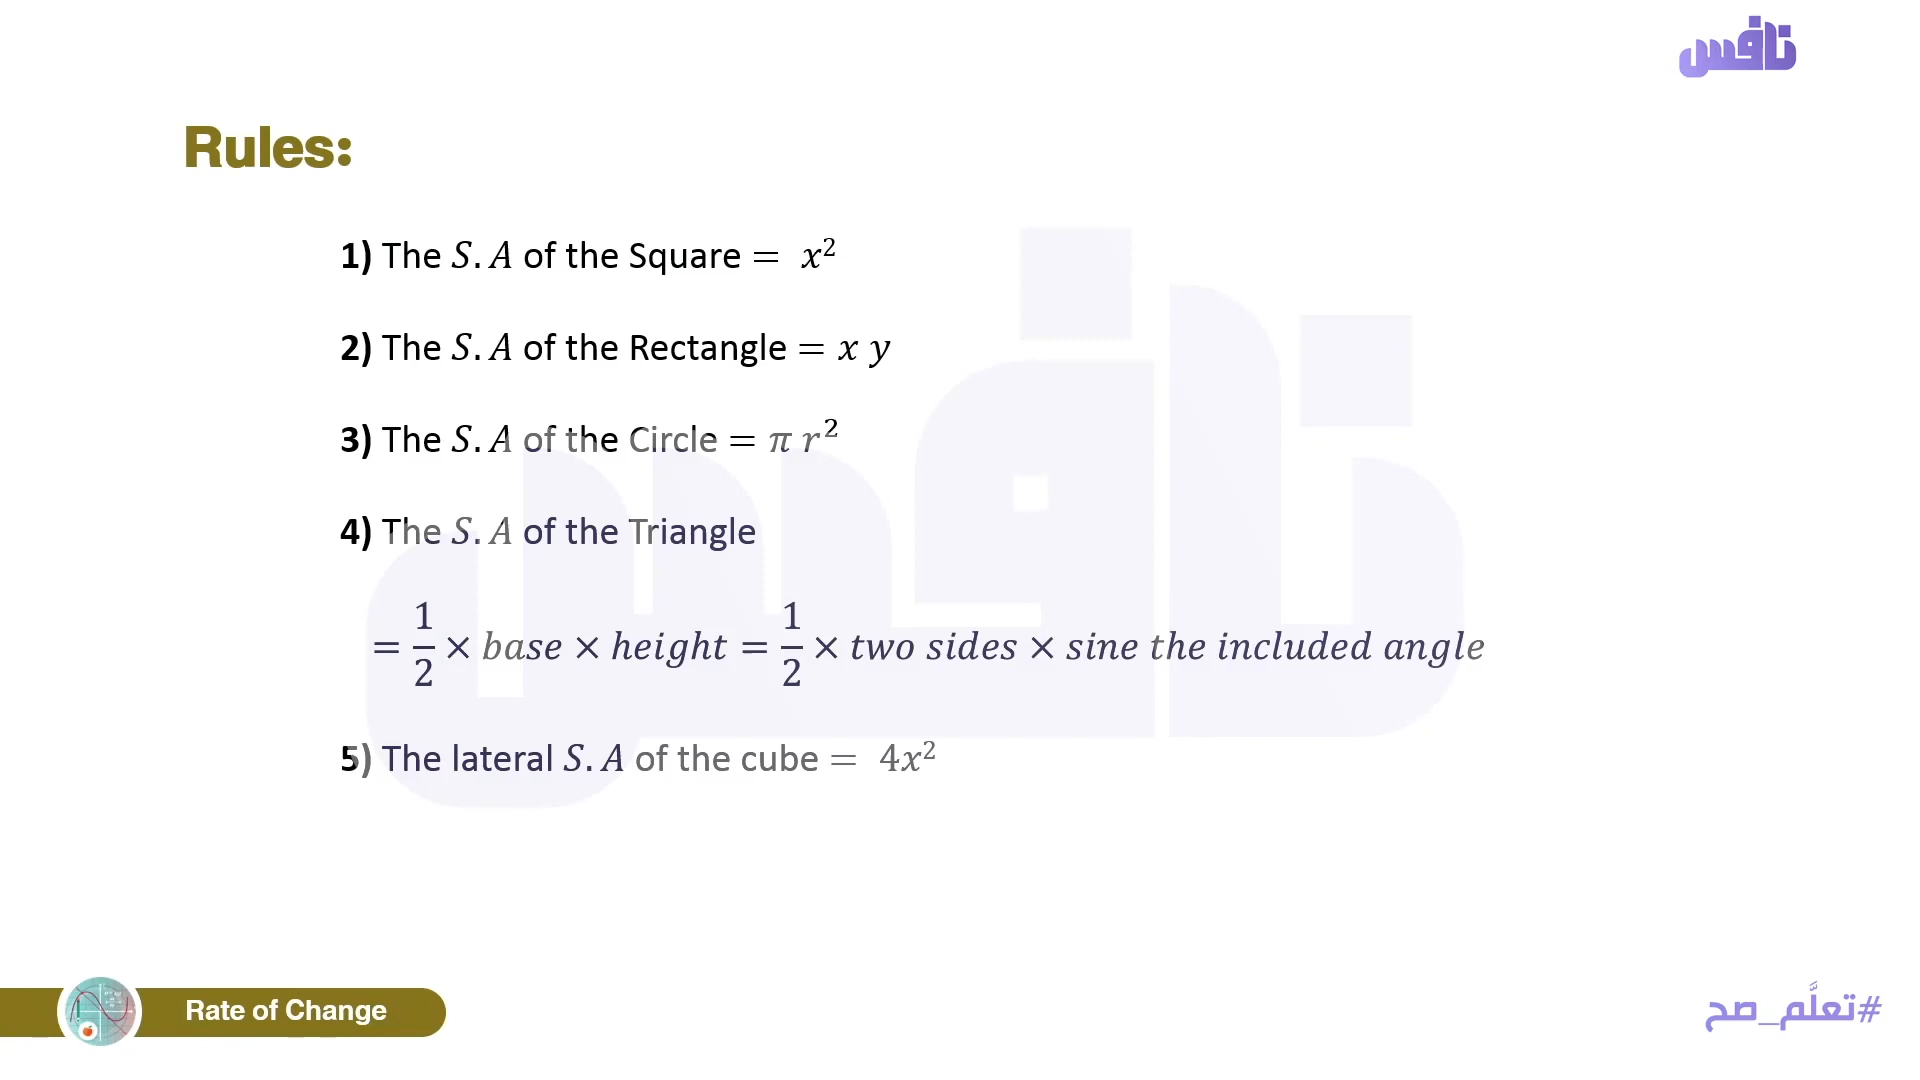 نافس
Rules:
1) The S.A of the Square = x²
2) The S.A of the Rectangle = x y
3) The S.A of the Circle = π r²
4) The S.A of the Triangle
= 1/2 × base × height = 1/2 × two sides × sine the included angle
5) The lateral S.A of the cube = 4x²
Rate of Change
#تعلَّم_صح